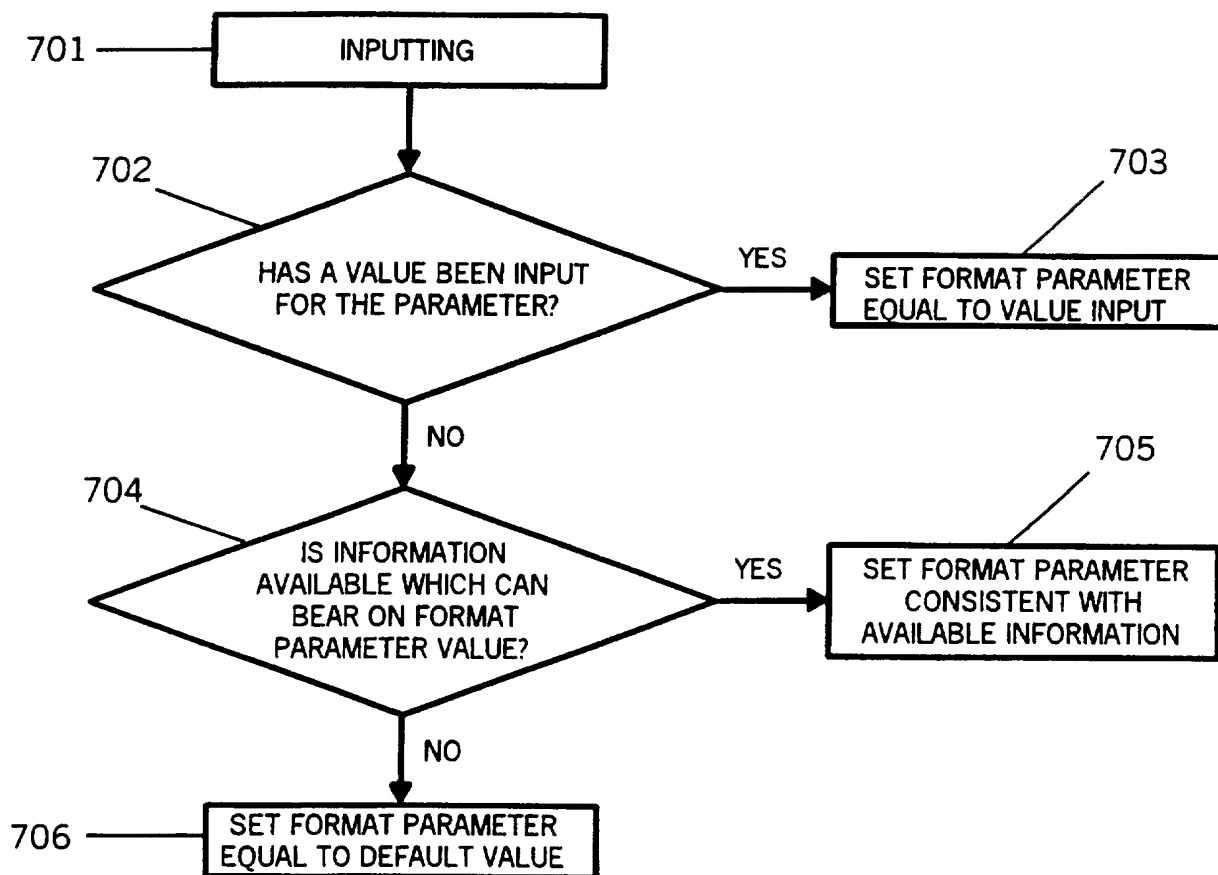 701
INPUTTING
702
HAS A VALUE BEEN INPUT
FOR THE PARAMETER?
YES
703
SET FORMAT PARAMETER
EQUAL TO VALUE INPUT
NO
704
IS INFORMATION
AVAILABLE WHICH CAN
BEAR ON FORMAT
PARAMETER VALUE?
YES
705
SET FORMAT PARAMETER
CONSISTENT WITH
AVAILABLE INFORMATION
NO
706
SET FORMAT PARAMETER
EQUAL TO DEFAULT VALUE